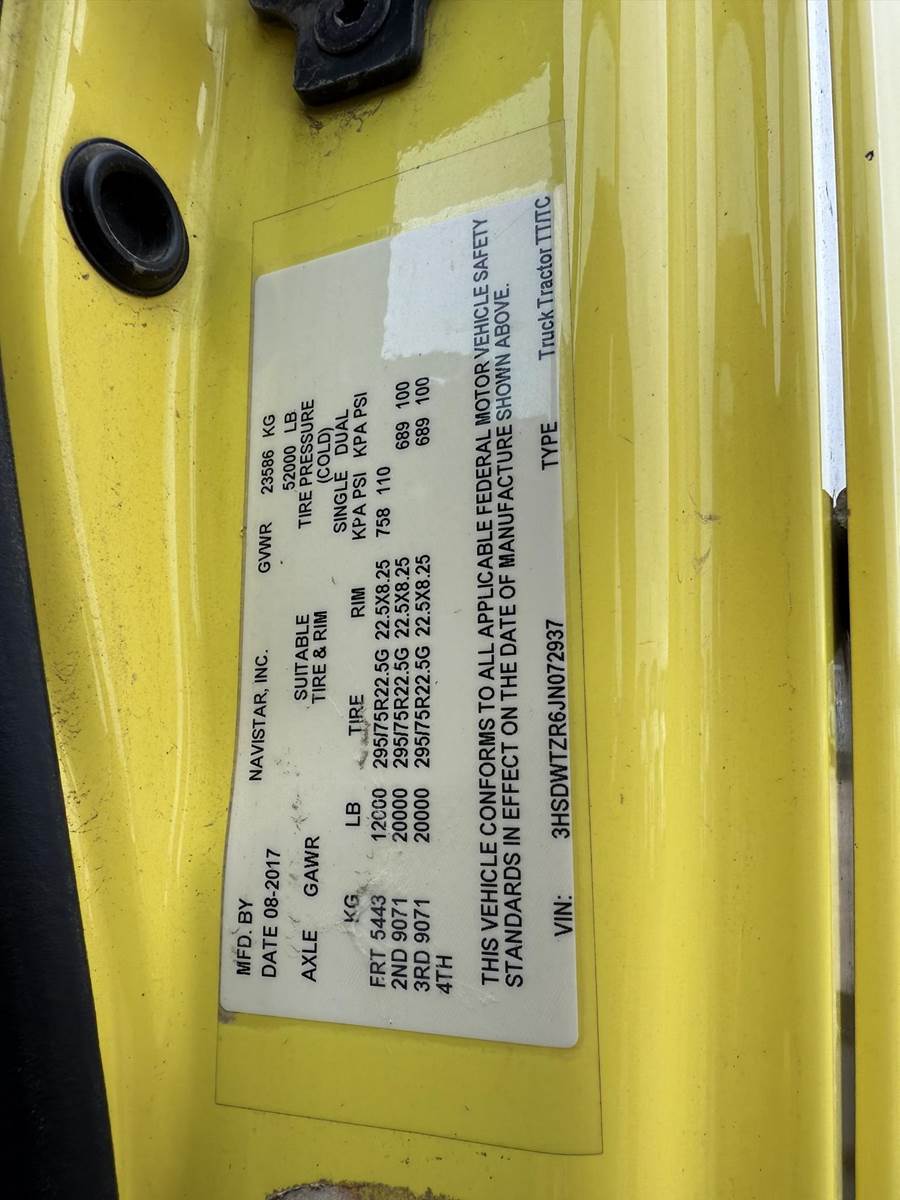 MFD. BY NAVISTAR, INC. GVWR 23586 KG
DATE 08-2017 52000 LB
AXLE GAWR SUITABLE TIRE & RIM TIRE PRESSURE (COLD)
SINGLE DUAL
KG LB TIRE RIM KPA PSI KPA PSI
FRT 5443 12000 295/75R22.5G 22.5X8.25 758 110
2ND 9071 20000 295/75R22.5G 22.5X8.25 689 100
3RD 9071 20000 295/75R22.5G 22.5X8.25 689 100
4TH
THIS VEHICLE CONFORMS TO ALL APPLICABLE FEDERAL MOTOR VEHICLE SAFETY
STANDARDS IN EFFECT ON THE DATE OF MANUFACTURE SHOWN ABOVE.
VIN: 3HSDWTZR6JN072937 TYPE Truck Tractor TT/TC